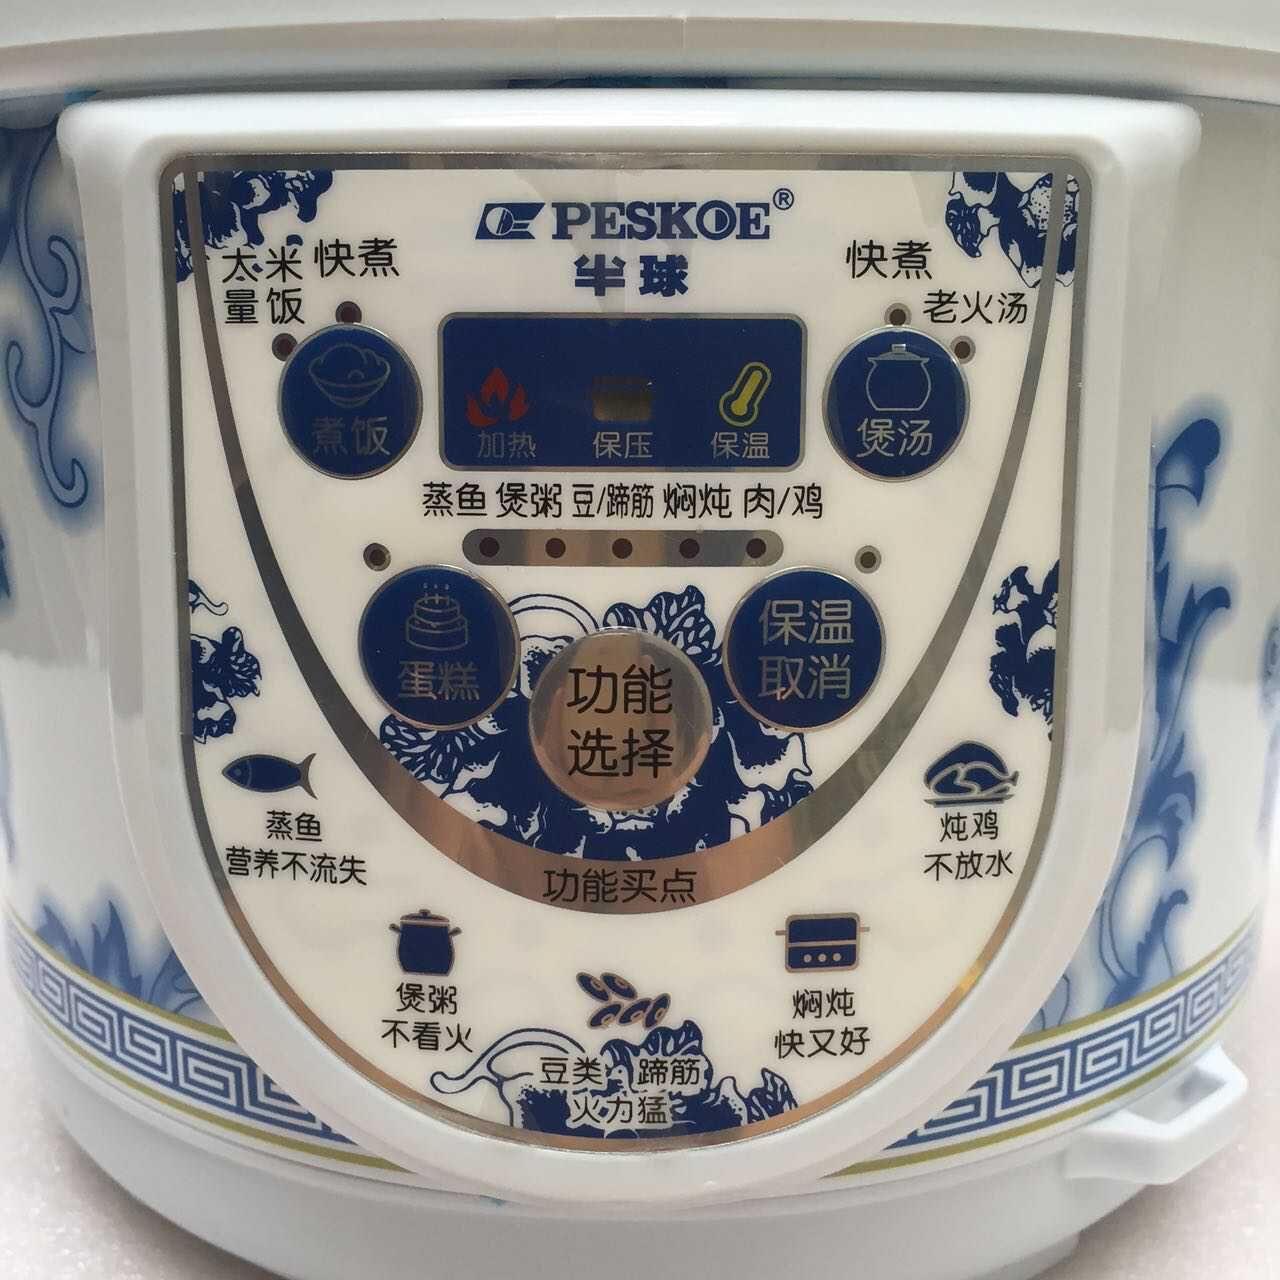 PESKOE®
半球
太米 快煮
量饭
快煮
老火汤
煮饭
加热 保压 保温
煲汤
蒸鱼 煲粥 豆/蹄筋 焖炖 肉/鸡
蛋糕
功能
选择
保温
取消
功能买点
蒸鱼
营养不流失
炖鸡
不放水
煲粥
不看火
焖炖
快又好
豆类 蹄筋
火力猛